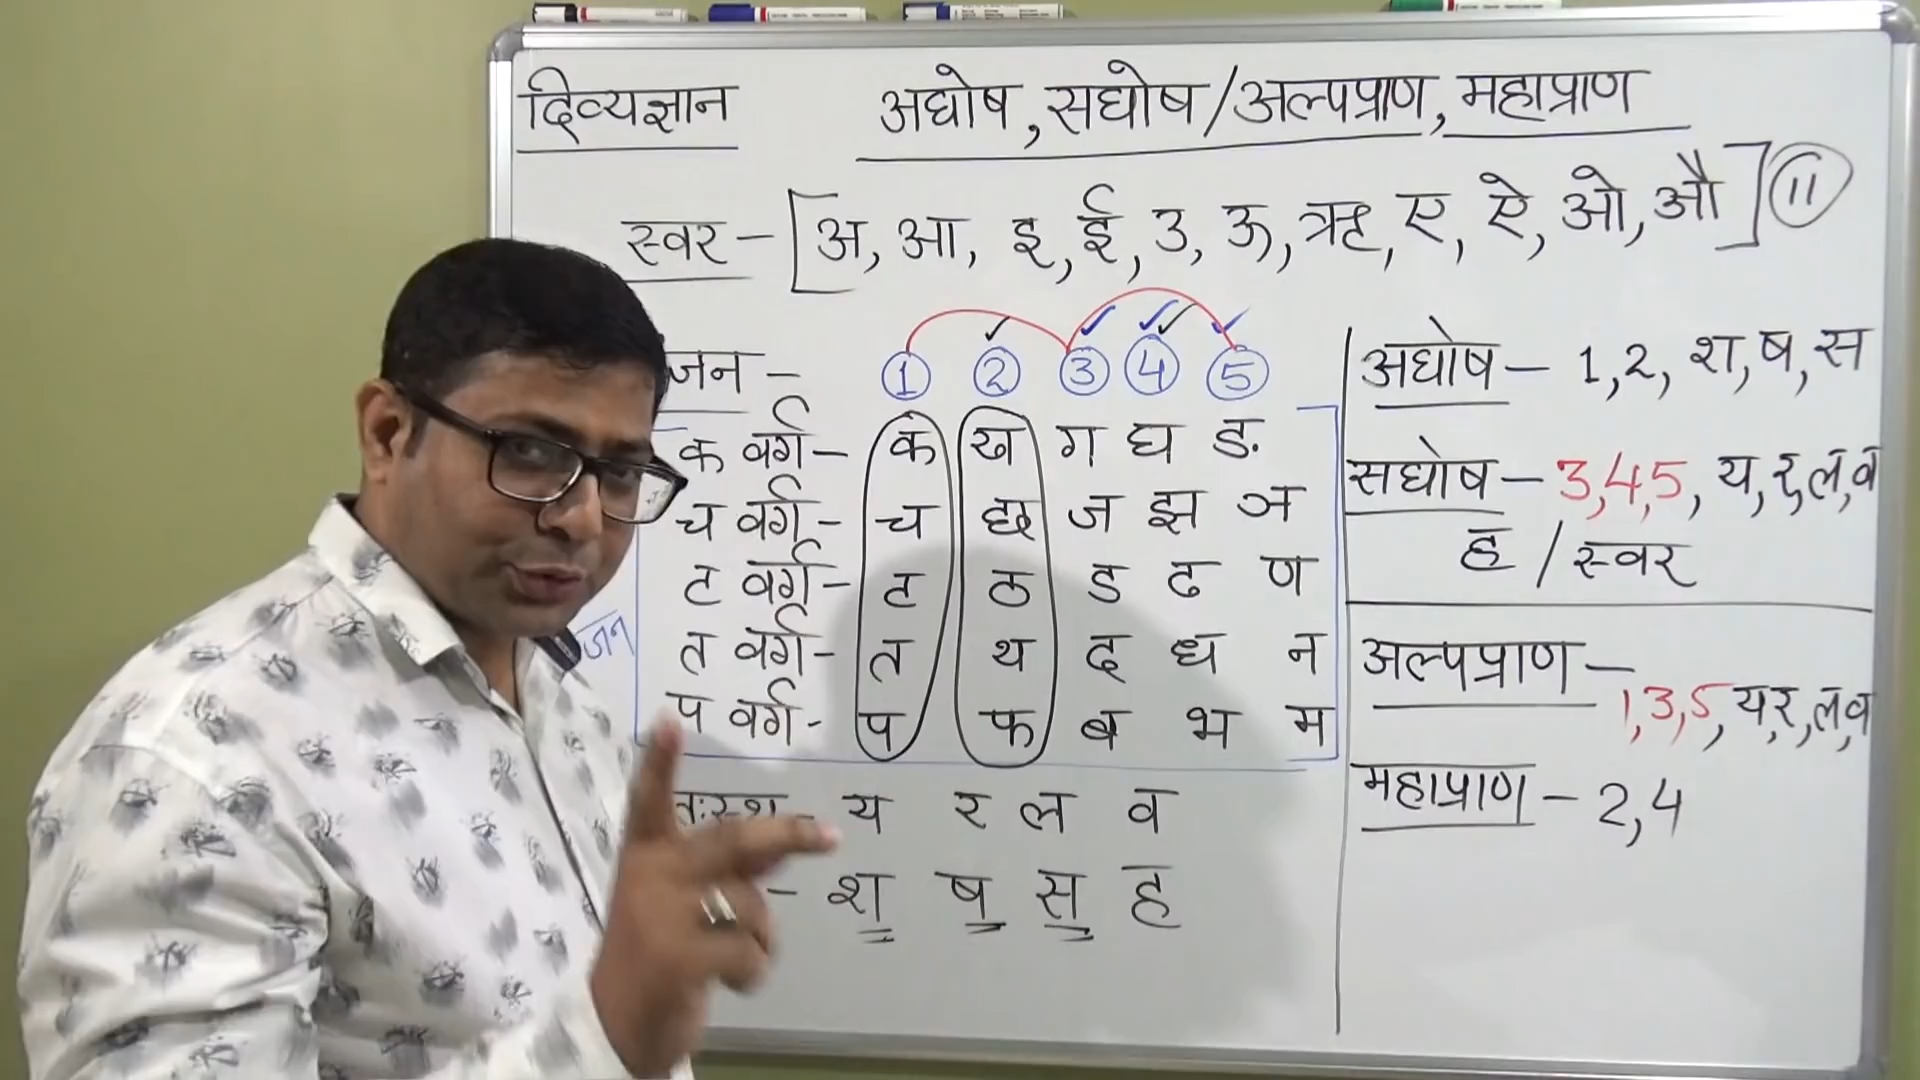 दिव्यज्ञान अघोष, सघोष/अल्पप्राण, महाप्राण
स्वर - [अ, आ, इ, ई, उ, ऊ, ऋ, ए, ऐ, ओ, औ] 11
जन - 1 2 3 4 5
क वर्ग - क ख ग घ ङ
च वर्ग - च छ ज झ ञ
ट वर्ग - ट ठ ड ढ ण
त वर्ग - त थ द ध न
प वर्ग - प फ ब भ म
जन
तःस्थ - य र ल व
- श ष स ह
अघोष - 1,2, श, ष, स
सघोष - 3,4,5, य, र, ल, व
ह / स्वर
अल्पप्राण -
1,3,5, य, र, ल, व
महाप्राण - 2,4